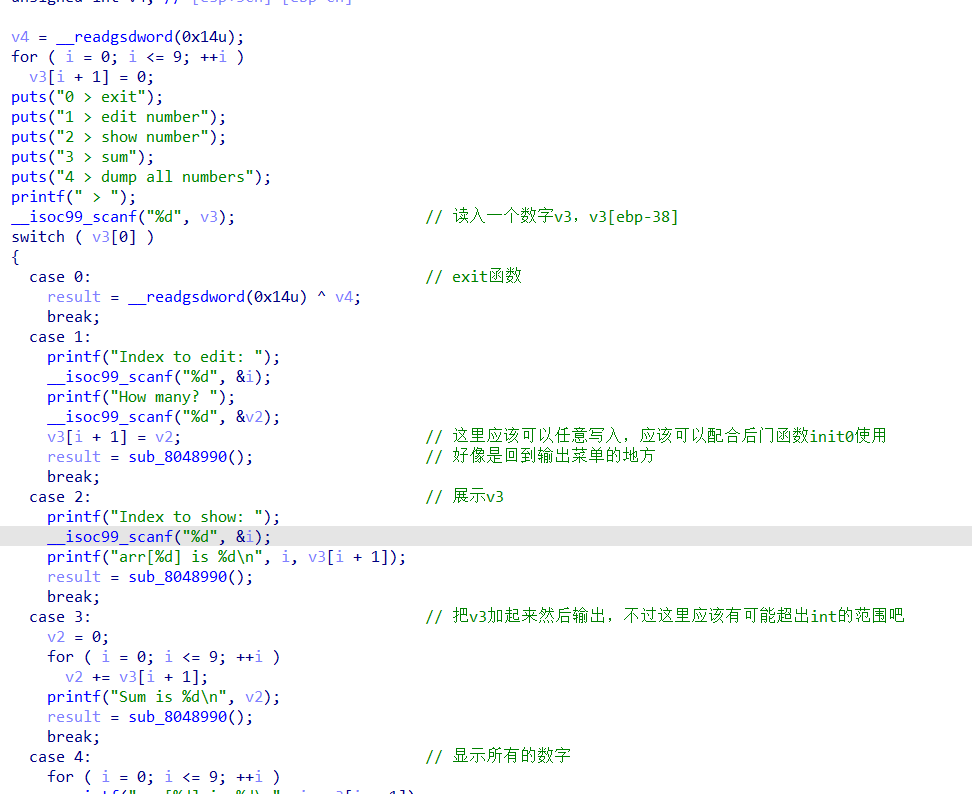 v4 = __readgsdword(0x14u);
for ( i = 0; i <= 9; ++i )
v3[i + 1] = 0;
puts("0 > exit");
puts("1 > edit number");
puts("2 > show number");
puts("3 > sum");
puts("4 > dump all numbers");
printf(" > ");
__isoc99_scanf("%d", v3); // 读入一个数字v3，v3[ebp-38]
switch ( v3[0] )
{
case 0: // exit函数
result = __readgsdword(0x14u) ^ v4;
break;
case 1:
printf("Index to edit: ");
__isoc99_scanf("%d", &i);
printf("How many? ");
__isoc99_scanf("%d", &v2);
v3[i + 1] = v2; // 这里应该可以任意写入，应该可以配合后门函数init0使用
result = sub_8048990(); // 好像是回到输出菜单的地方
break;
case 2: // 展示v3
printf("Index to show: ");
__isoc99_scanf("%d", &i);
printf("arr[%d] is %d\n", i, v3[i + 1]);
result = sub_8048990();
break;
case 3: // 把v3加起来然后输出，不过这里应该有可能超出int的范围吧
v2 = 0;
for ( i = 0; i <= 9; ++i )
v2 += v3[i + 1];
printf("Sum is %d\n", v2);
result = sub_8048990();
break;
case 4: // 显示所有的数字
for ( i = 0; i <= 9; ++i )